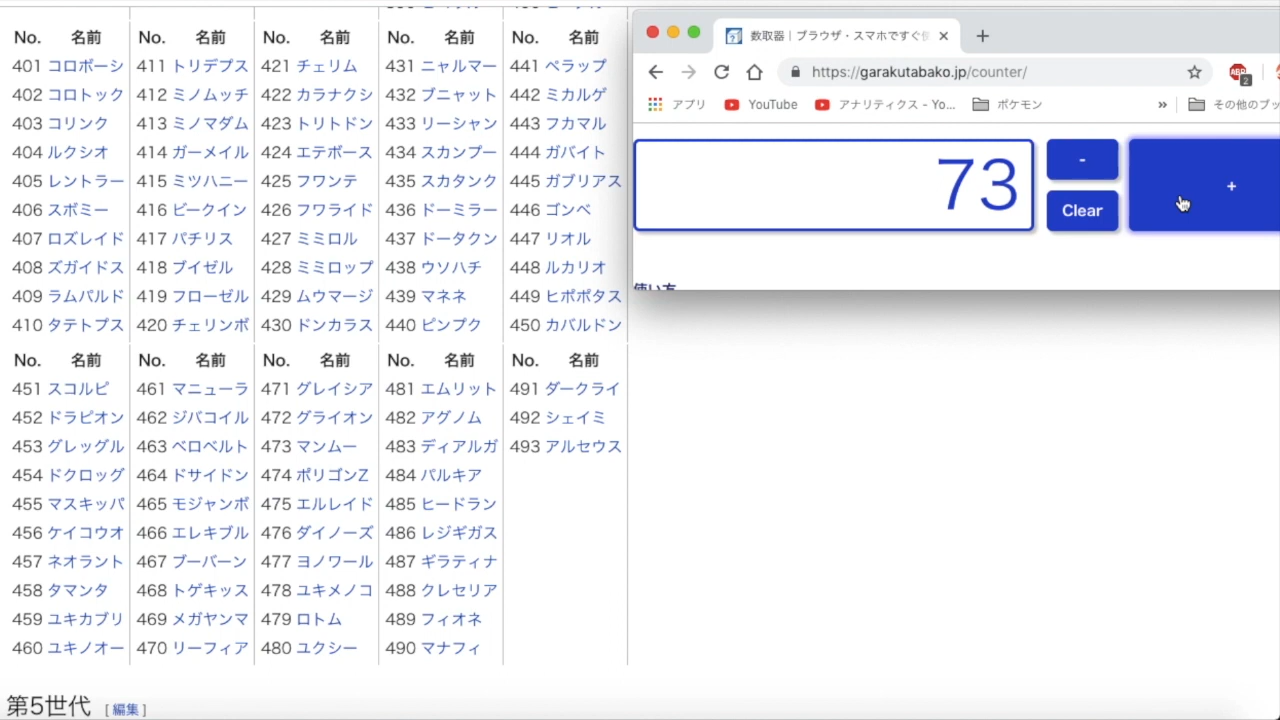 No. 名前 No. 名前 No. 名前 No. 名前 No. 名前
401 コロボーシ 411 トリデプス 421 チェリム 431 ニャルマー 441 ペラップ
402 コロトック 412 ミノムッチ 422 カラナクシ 432 ブニャット 442 ミカルゲ
403 コリンク 413 ミノマダム 423 トリトドン 433 リーシャン 443 フカマル
404 ルクシオ 414 ガーメイル 424 エテボース 434 スカンプー 444 ガバイト
405 レントラー 415 ミツハニー 425 フワンテ 435 スカタンク 445 ガブリアス
406 スボミー 416 ビークイン 426 フワライド 436 ドーミラー 446 ゴンベ
407 ロズレイド 417 パチリス 427 ミミロル 437 ドータクン 447 リオル
408 ズガイドス 418 ブイゼル 428 ミミロップ 438 ウソハチ 448 ルカリオ
409 ラムパルド 419 フローゼル 429 ムウマージ 439 マネネ 449 ヒポポタス
410 タテトプス 420 チェリンボ 430 ドンカラス 440 ピンプク 450 カバルドン
No. 名前 No. 名前 No. 名前 No. 名前 No. 名前
451 スコルピ 461 マニューラ 471 グレイシア 481 エムリット 491 ダークライ
452 ドラピオン 462 ジバコイル 472 グライオン 482 アグノム 492 シェイミ
453 グレッグル 463 ベロベルト 473 マンムー 483 ディアルガ 493 アルセウス
454 ドクロッグ 464 ドサイドン 474 ポリゴンZ 484 パルキア
455 マスキッパ 465 モジャンボ 475 エルレイド 485 ヒードラン
456 ケイコウオ 466 エレキブル 476 ダイノーズ 486 レジギガス
457 ネオラント 467 ブーバーン 477 ヨノワール 487 ギラティナ
458 タマンタ 468 トゲキッス 478 ユキメノコ 488 クレセリア
459 ユキカブリ 469 メガヤンマ 479 ロトム 489 フィオネ
460 ユキノオー 470 リーフィア 480 ユクシー 490 マナフィ
第5世代 [編集]
数取器｜ブラウザ・スマホですぐ
https://garakutabako.jp/counter/
ABP 2
アプリ YouTube アナリティクス - Yo... ポケモン » その他のブッ
73 - +
Clear
使い方